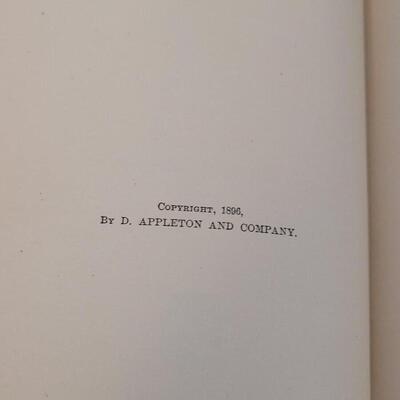 Copyright, 1896,
By D. APPLETON AND COMPANY.